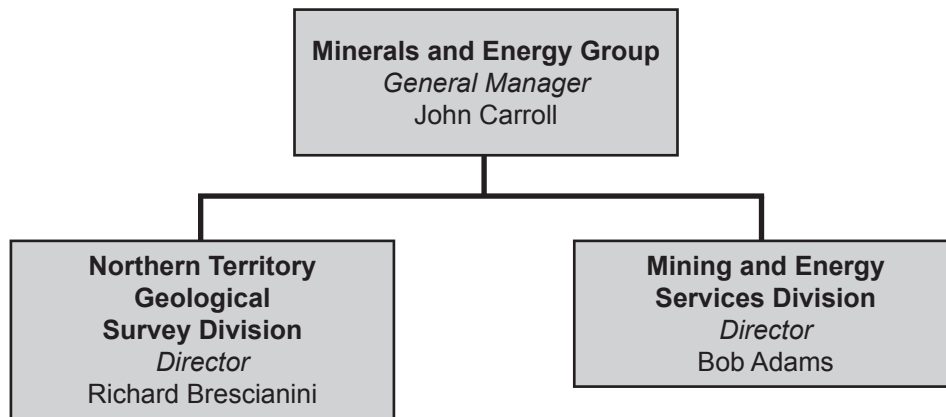 Minerals and Energy Group
General Manager
John Carroll
Northern Territory
Geological
Survey Division
Director
Richard Brescianini
Mining and Energy
Services Division
Director
Bob Adams